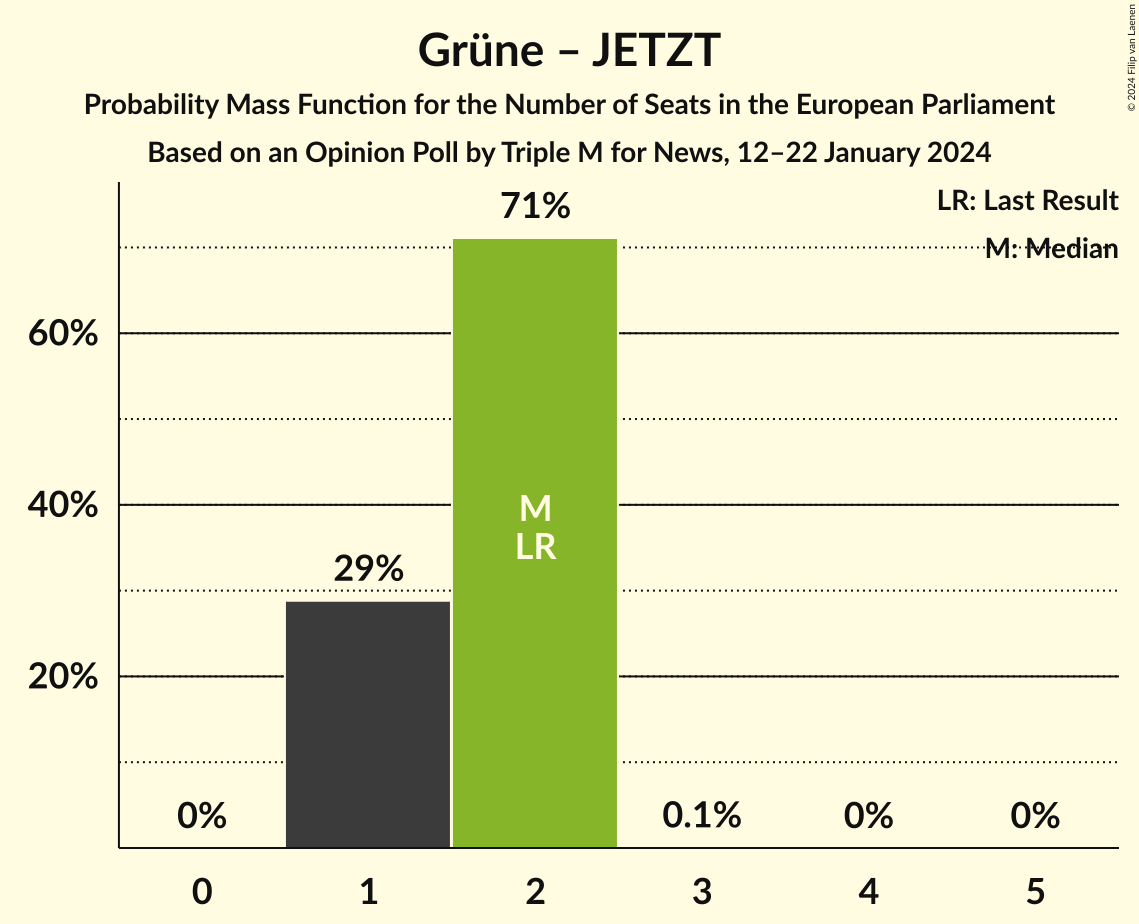 Grüne – JETZT
Probability Mass Function for the Number of Seats in the European Parliament
Based on an Opinion Poll by Triple M for News, 12–22 January 2024
© 2024 Filip van Laenen
LR: Last Result
M: Median
71%
60%
40%
20%
M
LR
29%
0%
0.1%
0%
0%
0 1 2 3 4 5